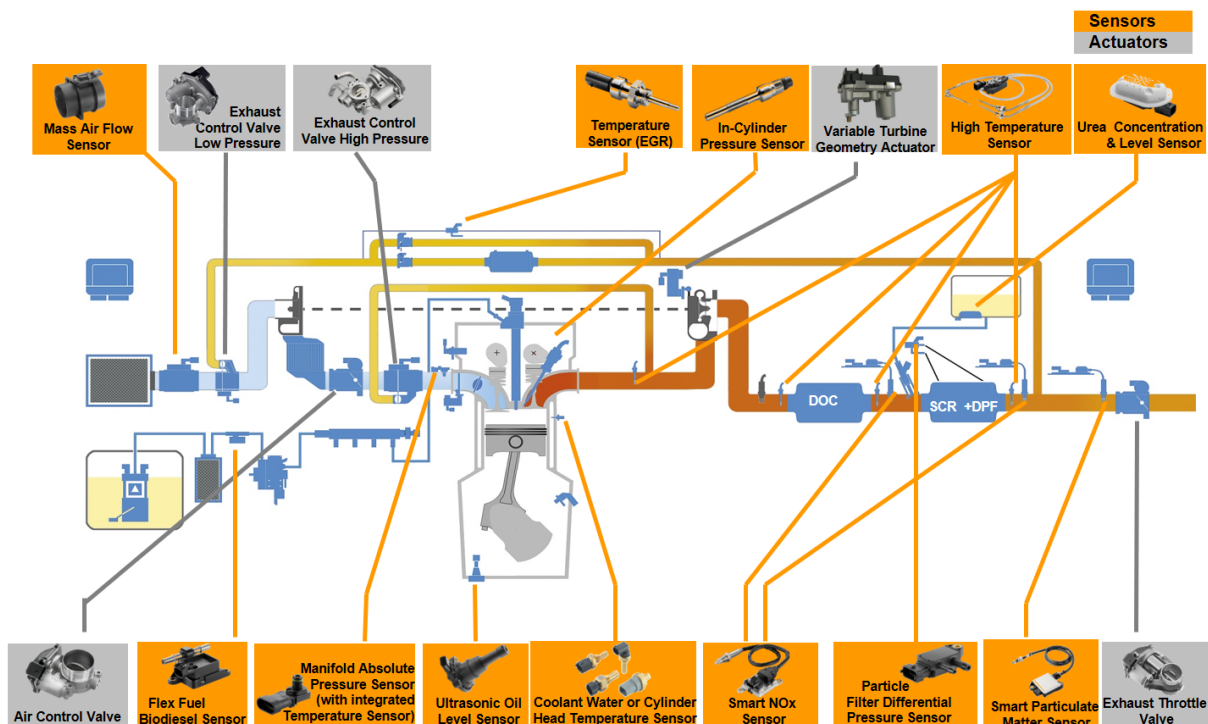 Sensors
Actuators
Mass Air Flow
Sensor
Exhaust
Control Valve
Low Pressure
Exhaust Control
Valve High Pressure
Temperature
Sensor (EGR)
In-Cylinder
Pressure Sensor
Variable Turbine
Geometry Actuator
High Temperature
Sensor
Urea Concentration
& Level Sensor
DOC
SCR +DPF
Air Control Valve
Flex Fuel
Biodiesel Sensor
Manifold Absolute
Pressure Sensor
(with integrated
Temperature Sensor)
Ultrasonic Oil
Level Sensor
Coolant Water or Cylinder
Head Temperature Sensor
Smart NOx
Sensor
Particle
Filter Differential
Pressure Sensor
Smart Particulate
Matter Sensor
Exhaust Throttle
Valve